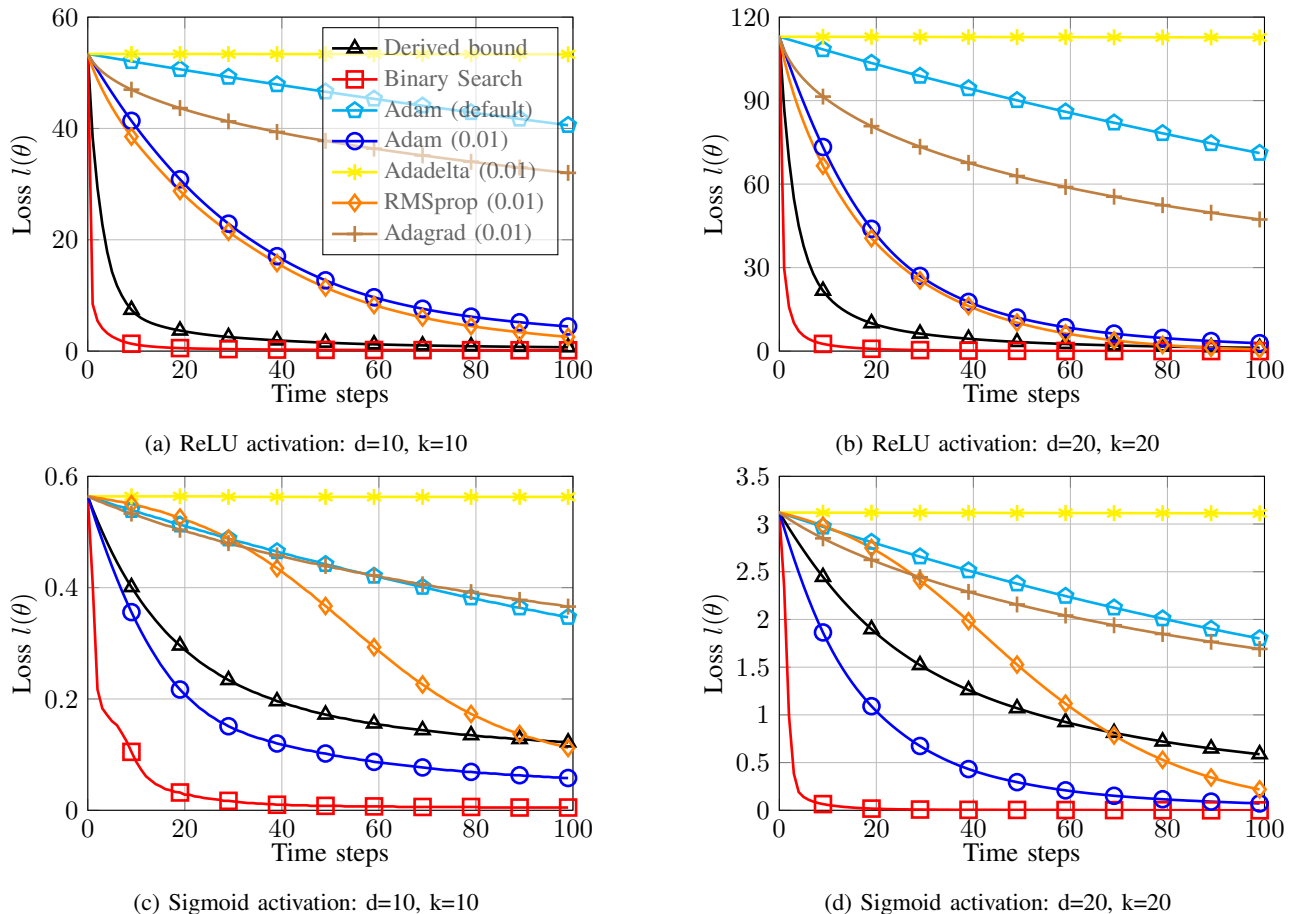 60
40
20
0
0 20 40 60 80 100
Loss l(θ)
Time steps
Derived bound
Binary Search
Adam (default)
Adam (0.01)
Adadelta (0.01)
RMSprop (0.01)
Adagrad (0.01)
(a) ReLU activation: d=10, k=10
120
90
60
30
0
0 20 40 60 80 100
Loss l(θ)
Time steps
(b) ReLU activation: d=20, k=20
0.6
0.4
0.2
0
0 20 40 60 80 100
Loss l(θ)
Time steps
(c) Sigmoid activation: d=10, k=10
3.5
3
2.5
2
1.5
1
0.5
0
0 20 40 60 80 100
Loss l(θ)
Time steps
(d) Sigmoid activation: d=20, k=20